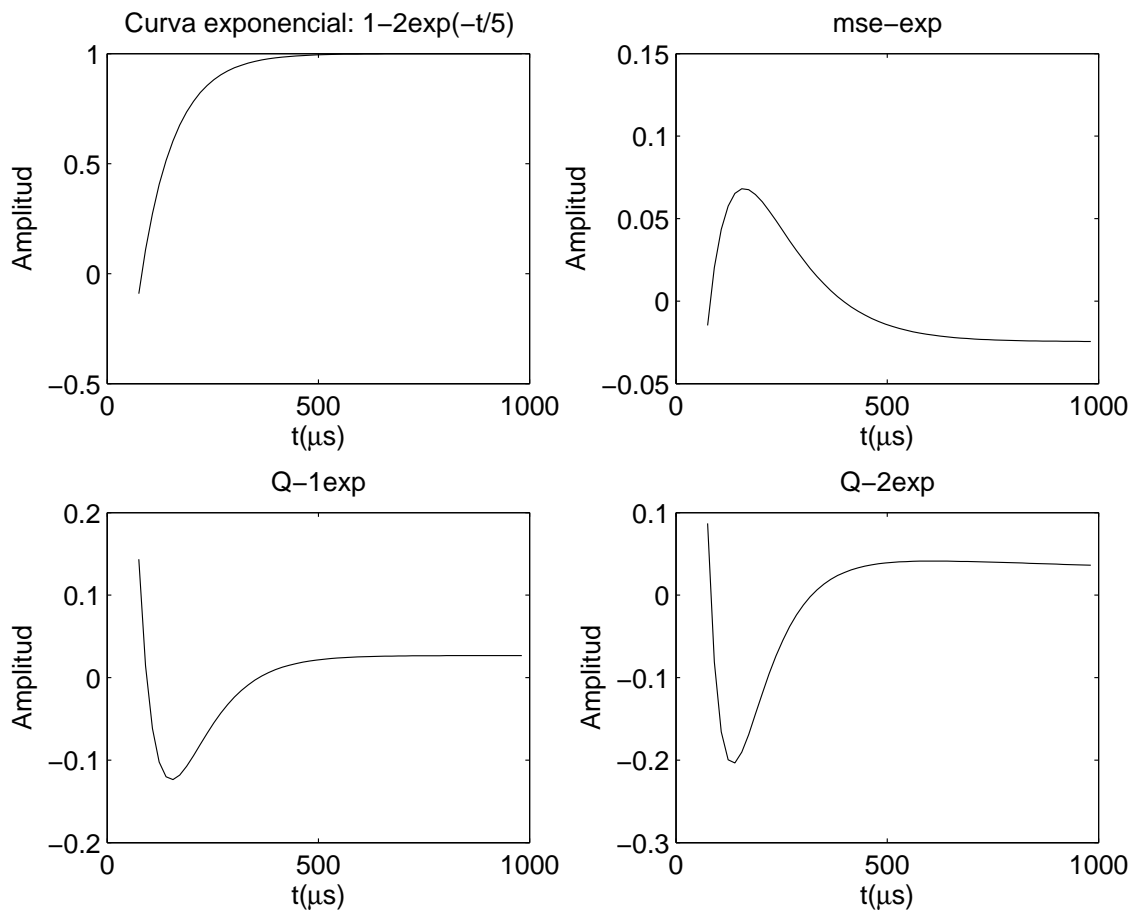 Curva exponencial: 1−2exp(−t/5)
1
0.5
0
−0.5
Amplitud
0
500
1000
t(μs)
mse−exp
0.15
0.1
0.05
0
−0.05
Amplitud
0
500
1000
t(μs)
Q−1exp
0.2
0.1
0
−0.1
−0.2
Amplitud
0
500
1000
t(μs)
Q−2exp
0.1
0
−0.1
−0.2
−0.3
Amplitud
0
500
1000
t(μs)